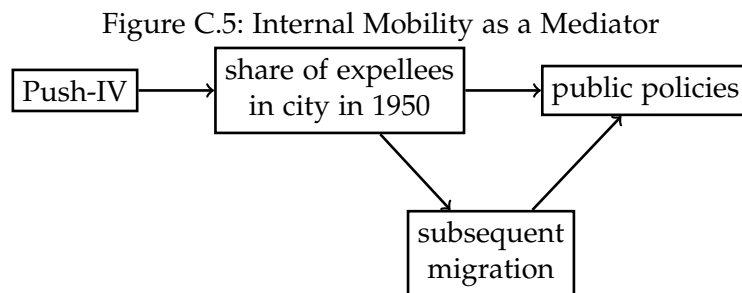 Figure C.5: Internal Mobility as a Mediator
Push-IV
share of expellees
in city in 1950
public policies
subsequent
migration